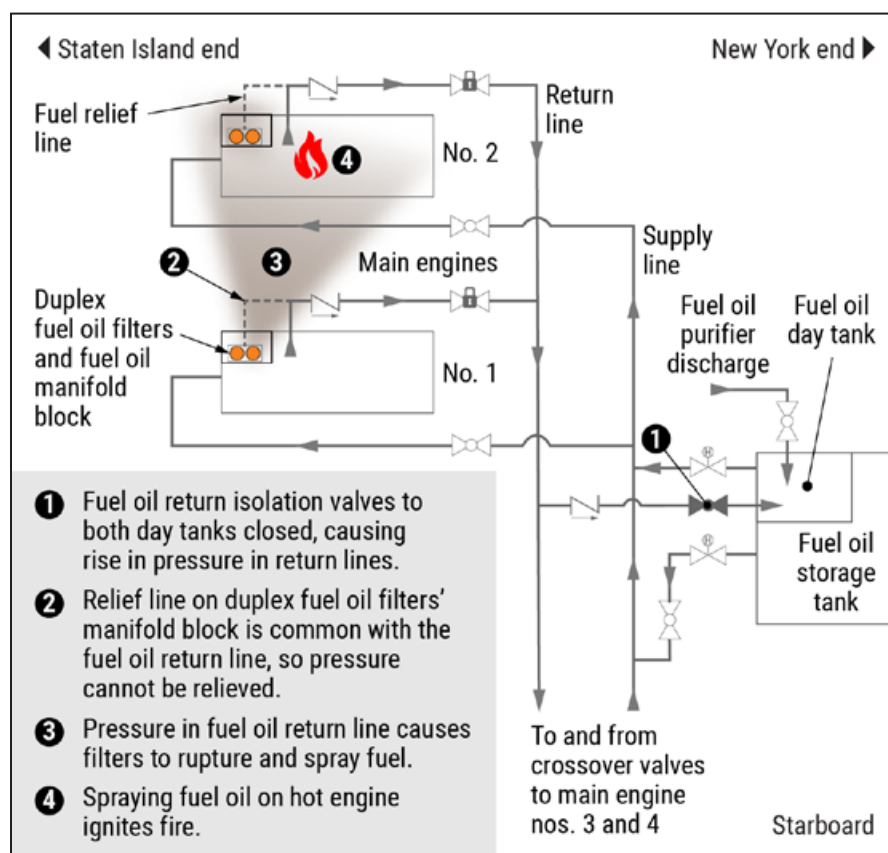 Staten Island end
New York end
Fuel relief
line
Return
line
4
No. 2
Supply
line
2
3
Main engines
Duplex
fuel oil filters
and fuel oil
manifold
block
No. 1
Fuel oil
purifier
discharge
Fuel oil
day tank
1
H
H
Fuel oil
storage
tank
1 Fuel oil return isolation valves to
both day tanks closed, causing
rise in pressure in return lines.
2 Relief line on duplex fuel oil filters’
manifold block is common with the
fuel oil return line, so pressure
cannot be relieved.
3 Pressure in fuel oil return line causes
filters to rupture and spray fuel.
4 Spraying fuel oil on hot engine
ignites fire.
To and from
crossover valves
to main engine
nos. 3 and 4
Starboard